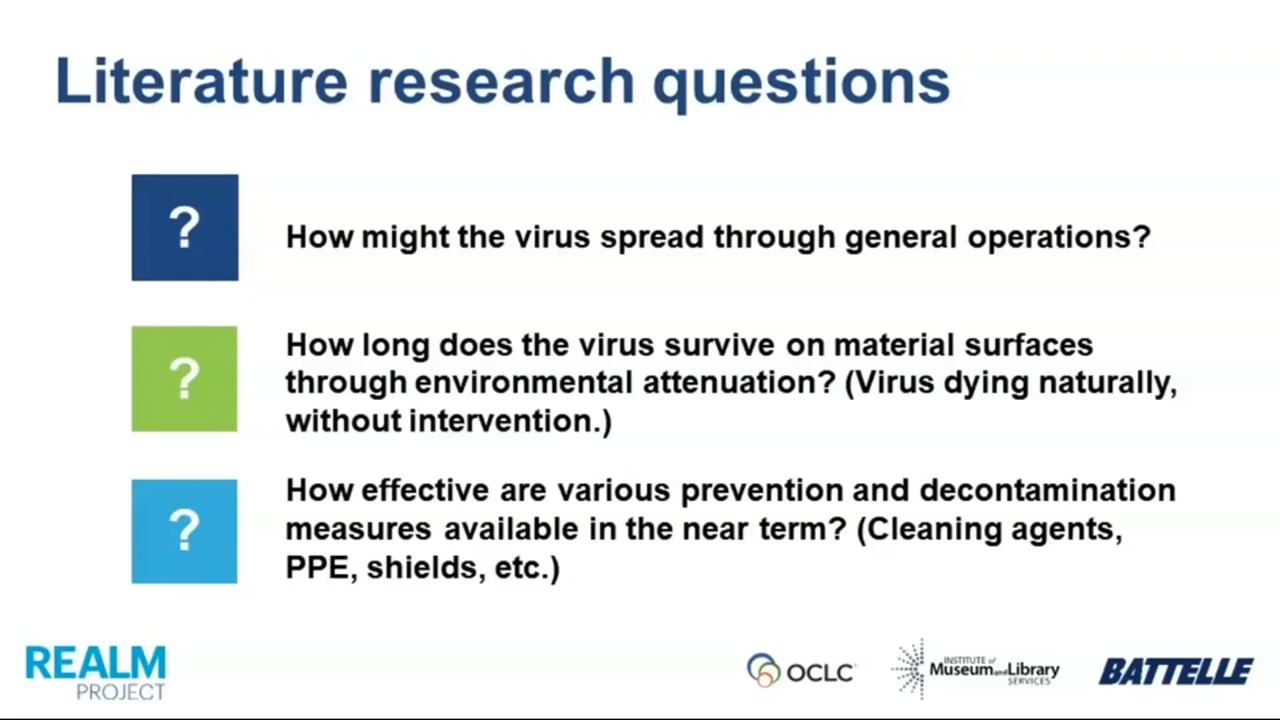 Literature research questions
?
How might the virus spread through general operations?
?
How long does the virus survive on material surfaces
through environmental attenuation? (Virus dying naturally,
without intervention.)
?
How effective are various prevention and decontamination
measures available in the near term? (Cleaning agents,
PPE, shields, etc.)
REALM
PROJECT
OCLC
INSTITUTE of
Museum and Library
SERVICES
BATTELLE